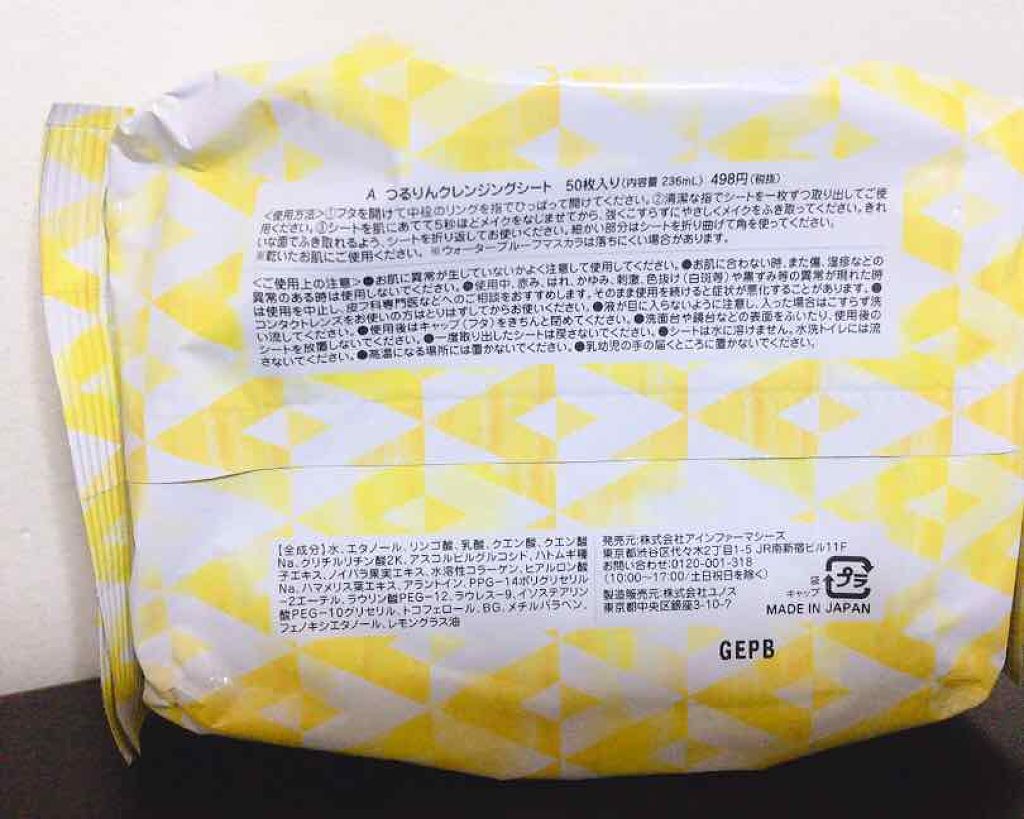 A つるりんクレンジングシート 50枚入り(内容量 236mL) 498円(税抜)
<使用方法>①フタを開けて中栓のリングを指でひっぱって開けてください。②清潔な指でシートを一枚ずつ取り出してご使
用ください。③シートを肌にあてて5秒ほどメイクをなじませてから、強くこすらずにやさしくメイクをふき取ってください。きれ
いな面でふき取れるよう、シートを折り返してお使いください。細かい部分はシートを折り曲げて角を使ってください。
※乾いたお肌にご使用ください。※ウォータープルーフマスカラは落ちにくい場合があります。
<ご使用上の注意>●お肌に異常が生じていないかよく注意して使用してください。●お肌に合わない時、また傷、湿疹などの
異常のある時は使用しないでください。●使用中、赤み、はれ、かゆみ、刺激、色抜け(白斑等)や黒ずみ等の異常が現れた時
は使用を中止し、皮フ科専門医などへのご相談をおすすめします。そのまま使用を続けると症状が悪化することがあります。●
コンタクトレンズをお使いの方ははずしてからお使いください。●液が目に入らないように注意し、入った場合はこすらず洗
い流してください。●使用後はキャップ(フタ)をきちんと閉めてください。●洗面台や鏡台などの表面をふいたり、使用後の
シートを放置しないでください。●一度取り出したシートは戻さないでください。●シートは水に溶けません。水洗トイレには流
さないでください。●高温になる場所には置かないでください。●乳幼児の手の届くところに置かないでください。
【全成分】水、エタノール、リンゴ酸、乳酸、クエン酸、クエン酸
Na、グリチルリチン酸2K、アスコルビルグルコシド、ハトムギ種
子エキス、ノイバラ果実エキス、水溶性コラーゲン、ヒアルロン酸
Na、ハマメリス葉エキス、アラントイン、PPG-14ポリグリセリル
-2エーテル、ラウリン酸PEG-12、ラウレス-9、イソステアリン
酸PEG-10グリセリル、トコフェロール、BG、メチルパラベン、
フェノキシエタノール、レモングラス油
発売元:株式会社アインファーマシーズ
東京都渋谷区代々木2丁目1-5 JR南新宿ビル11F
お問い合わせ:0120-001-318
(10:00〜17:00/土日祝日を除く)
製造販売元:株式会社ユノス
東京都中央区銀座3-10-7
袋
キャップ
プラ
MADE IN JAPAN
GEPB